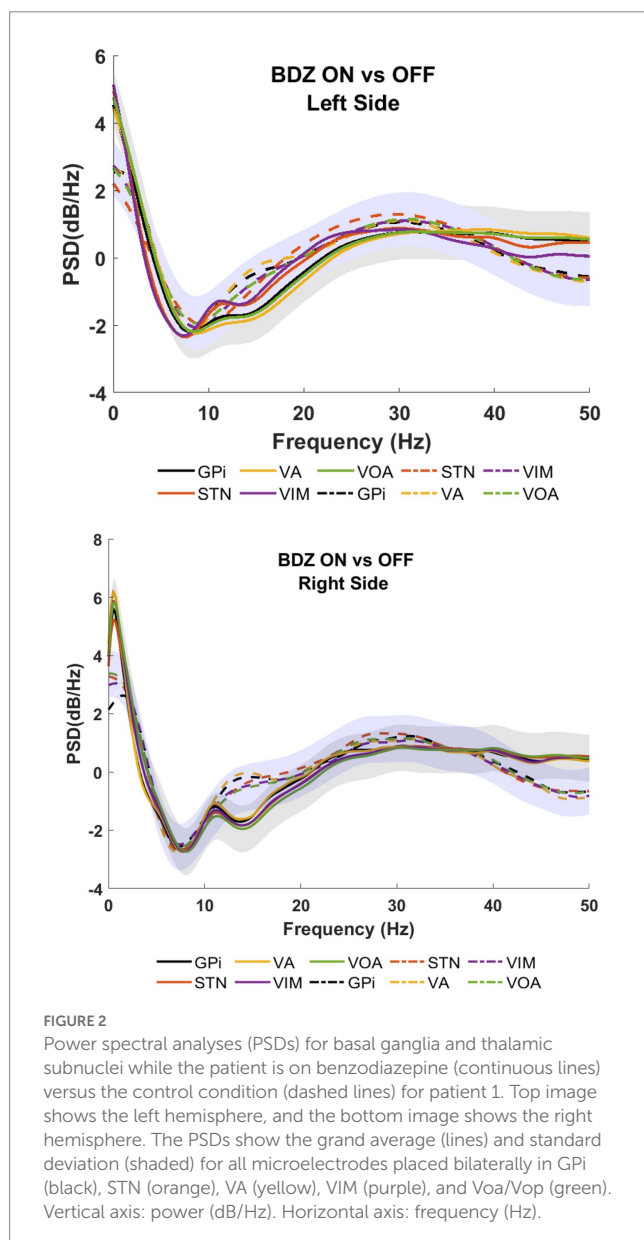 BDZ ON vs OFF
Left Side
6
4
2
0
-2
-4
PSD(dB/Hz)
0 10 20 30 40 50
Frequency (Hz)
GPi VA VOA STN VIM
STN VIM GPi VA VOA
BDZ ON vs OFF
Right Side
8
6
4
2
0
-2
-4
PSD(dB/Hz)
0 10 20 30 40 50
Frequency (Hz)
GPi VA VOA STN VIM
STN VIM GPi VA VOA
FIGURE 2
Power spectral analyses (PSDs) for basal ganglia and thalamic
subnuclei while the patient is on benzodiazepine (continuous lines)
versus the control condition (dashed lines) for patient 1. Top image
shows the left hemisphere, and the bottom image shows the right
hemisphere. The PSDs show the grand average (lines) and standard
deviation (shaded) for all microelectrodes placed bilaterally in GPi
(black), STN (orange), VA (yellow), VIM (purple), and Voa/Vop (green).
Vertical axis: power (dB/Hz). Horizontal axis: frequency (Hz).